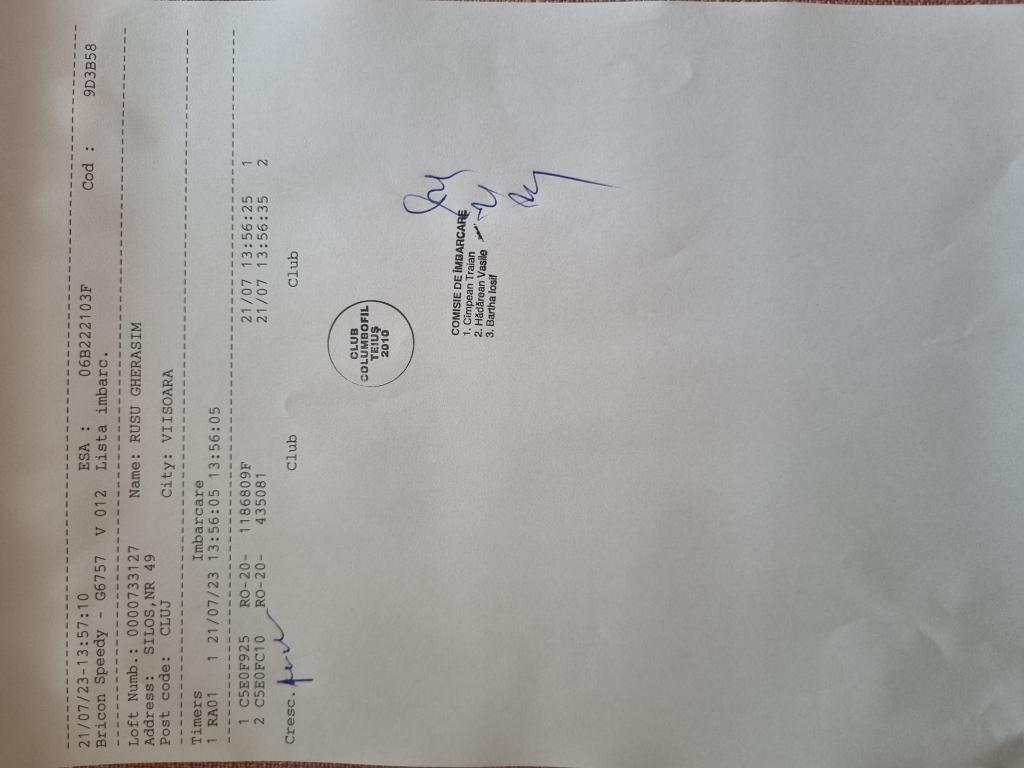 21/07/23-13:57:10 ESA : 06B222103F Cod : 9D3B58
Bricon Speedy - G6757 V 012 Lista imbarc.
Loft Numb.: 0000733127 Name: RUSU GHERASIM
Address: SILOS,NR 49
Post code: CLUJ City: VIISOARA
Timers Imbarcare
1 RA01 1 21/07/23 13:56:05 13:56:05
1 C5E0F925 RO-20- 1186809F 21/07 13:56:25 1
2 C5E0FC10 RO-20- 435081 21/07 13:56:35 2
Cresc. Club Club
CLUB
COLUMBOFIL
TEIUȘ
2010
COMISIE DE ÎMBARCARE
1. Cîmpean Traian
2. Hădărean Vasile
3. Bartha Iosif